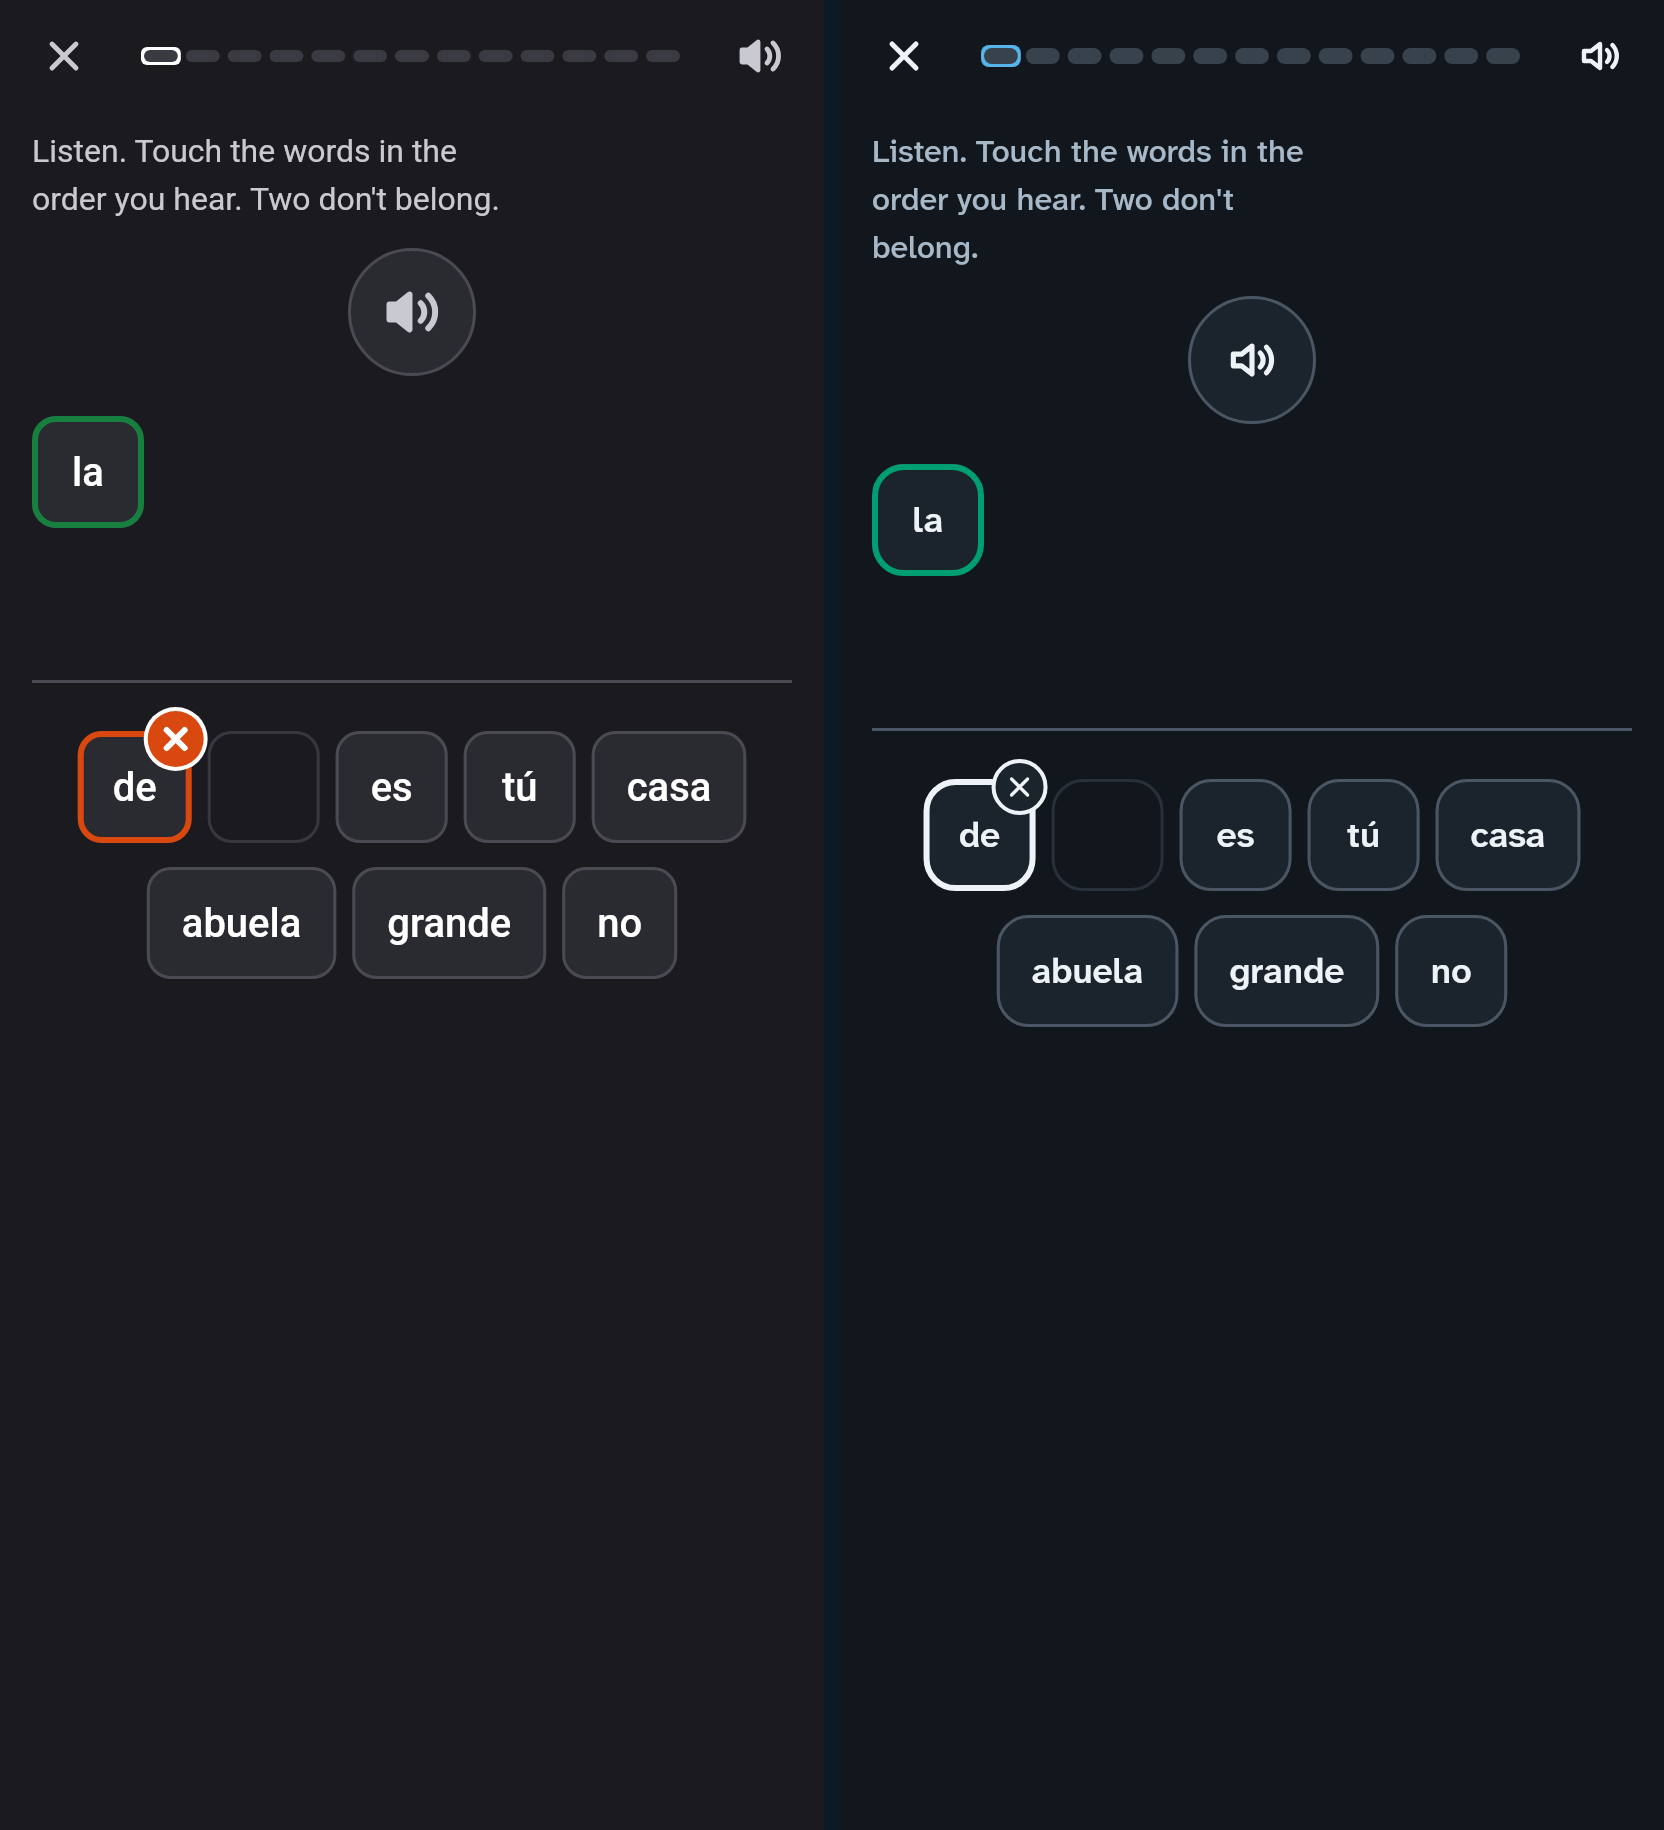 Listen. Touch the words in the
order you hear. Two don't belong.
la
de es tú casa
abuela grande no
Listen. Touch the words in the
order you hear. Two don't
belong.
la
de es tú casa
abuela grande no